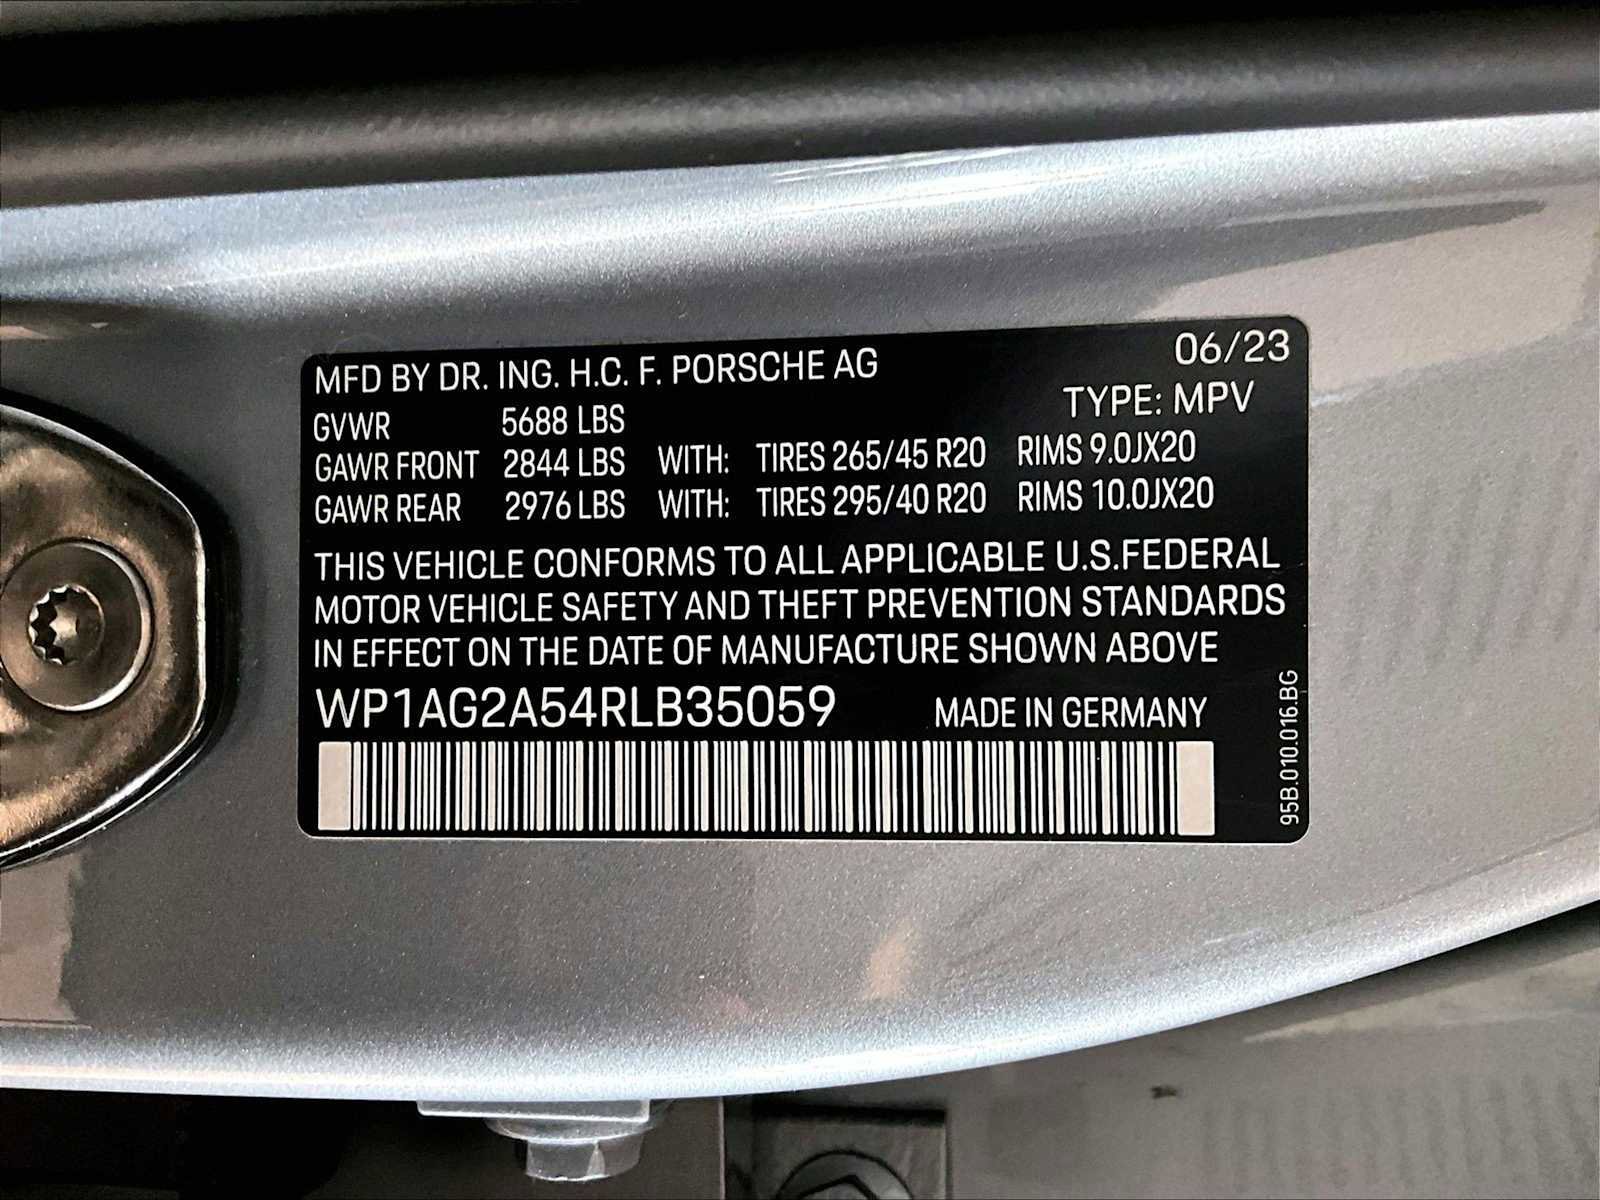 MFD BY DR. ING. H.C. F. PORSCHE AG 06/23
TYPE: MPV
GVWR 5688 LBS
GAWR FRONT 2844 LBS WITH: TIRES 265/45 R20 RIMS 9.0JX20
GAWR REAR 2976 LBS WITH: TIRES 295/40 R20 RIMS 10.0JX20
THIS VEHICLE CONFORMS TO ALL APPLICABLE U.S.FEDERAL
MOTOR VEHICLE SAFETY AND THEFT PREVENTION STANDARDS
IN EFFECT ON THE DATE OF MANUFACTURE SHOWN ABOVE
WP1AG2A54RLB35059 MADE IN GERMANY
95B.010.016.BG